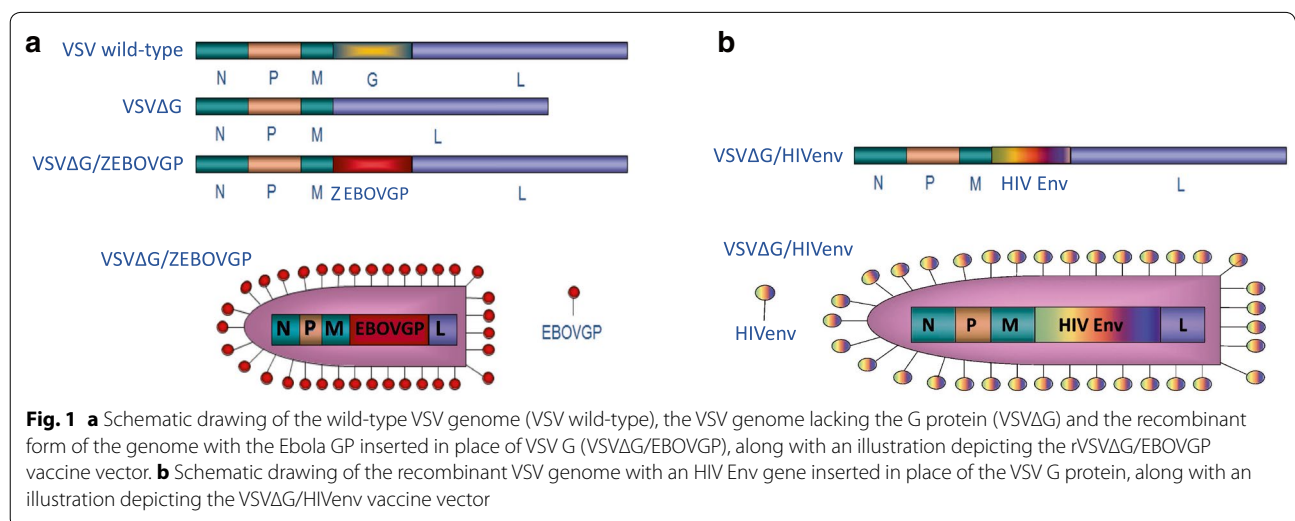 a
VSV wild-type
N P M G L
VSVΔG
N P M L
VSVΔG/ZEBOVGP
N P M Z EBOVGP L
VSVΔG/ZEBOVGP
N P M EBOVGP L
EBOVGP
b
VSVΔG/HIVenv
N P M HIV Env L
VSVΔG/HIVenv
HIVenv
N P M HIV Env L
Fig. 1 a Schematic drawing of the wild-type VSV genome (VSV wild-type), the VSV genome lacking the G protein (VSVΔG) and the recombinant
form of the genome with the Ebola GP inserted in place of VSV G (VSVΔG/EBOVGP), along with an illustration depicting the rVSVΔG/EBOVGP
vaccine vector. b Schematic drawing of the recombinant VSV genome with an HIV Env gene inserted in place of the VSV G protein, along with an
illustration depicting the VSVΔG/HIVenv vaccine vector